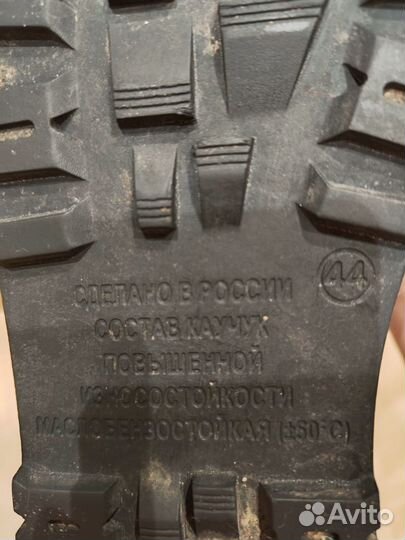 44
СДЕЛАНО В РОССИИ
СОСТАВ КАУЧУК
ПОВЫШЕННОЙ
ИЗНОСОСТОЙКОСТИ
МАСЛОБЕНЗОСТОЙКАЯ (±50°С)
Avito